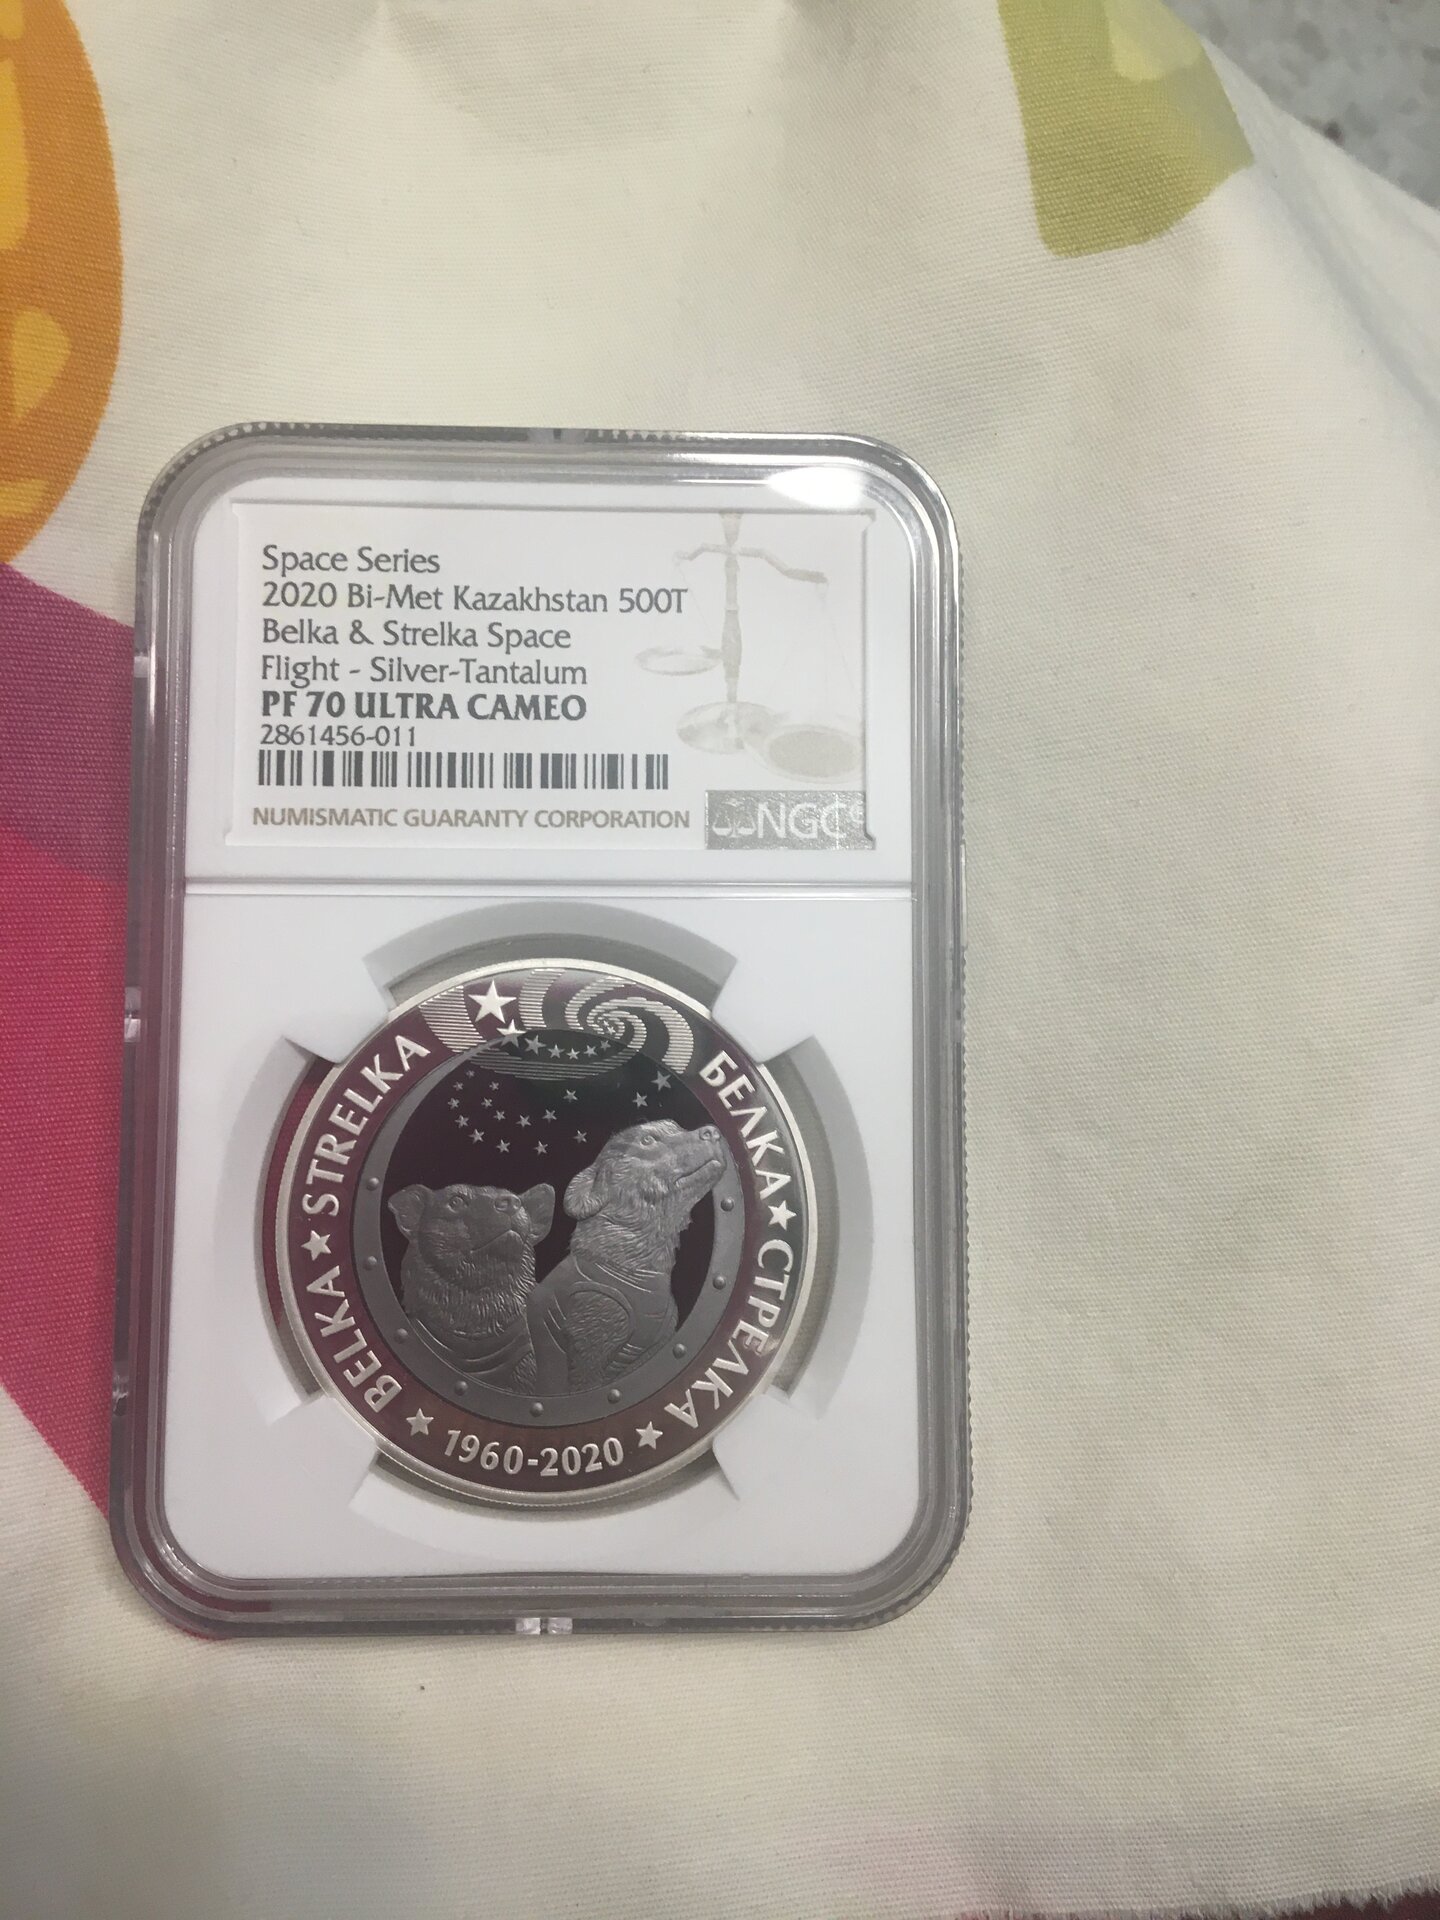 Space Series
2020 Bi-Met Kazakhstan 500T
Belka & Strelka Space
Flight - Silver-Tantalum
PF 70 ULTRA CAMEO
2861456-011
NUMISMATIC GUARANTY CORPORATION
NGC
BELKA ★ STRELKA
БЕЛКА ★ СТРЕЛКА
★ 1960-2020 ★